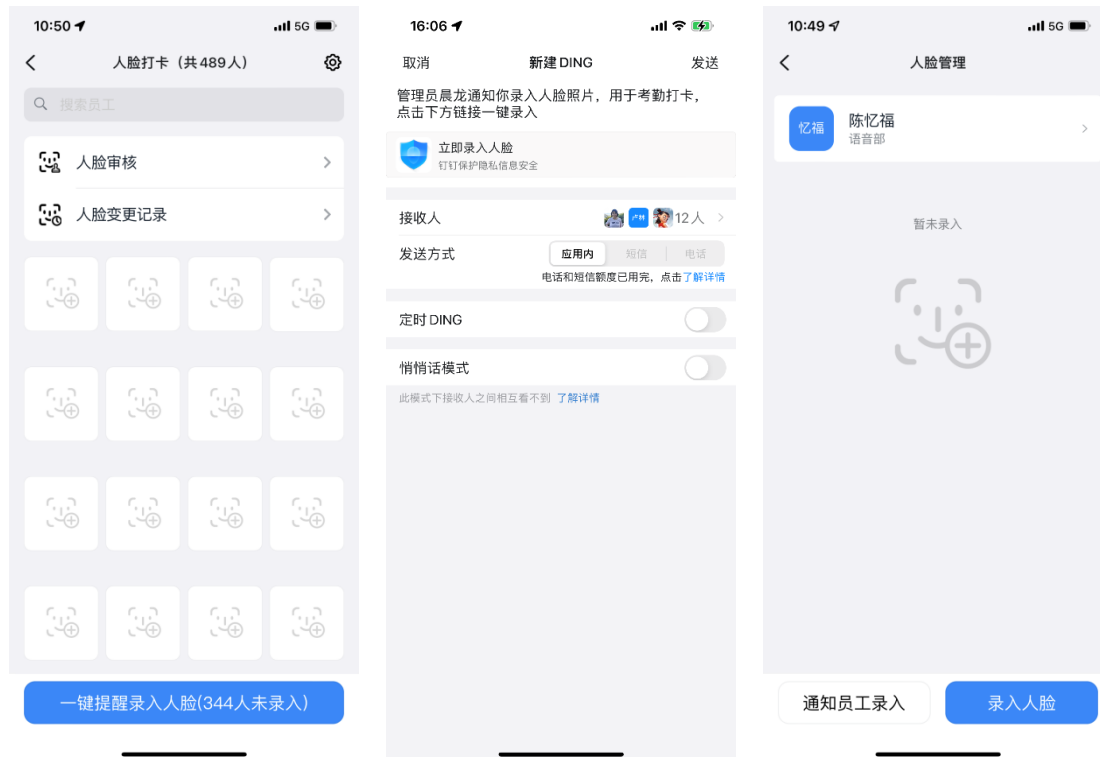 10:50
5G
人脸打卡（共489人）
搜索员工
人脸审核
人脸变更记录
一键提醒录入人脸(344人未录入)
16:06
取消
新建DING
发送
管理员晨龙通知你录入人脸照片，用于考勤打卡，
点击下方链接一键录入
立即录入人脸
钉钉保护隐私信息安全
接收人
12人
发送方式
应用内
短信
电话
电话和短信额度已用完，点击了解详情
定时DING
悄悄话模式
此模式下接收人之间相互看不到 了解详情
10:49
5G
人脸管理
忆福
陈忆福
语音部
暂未录入
通知员工录入
录入人脸